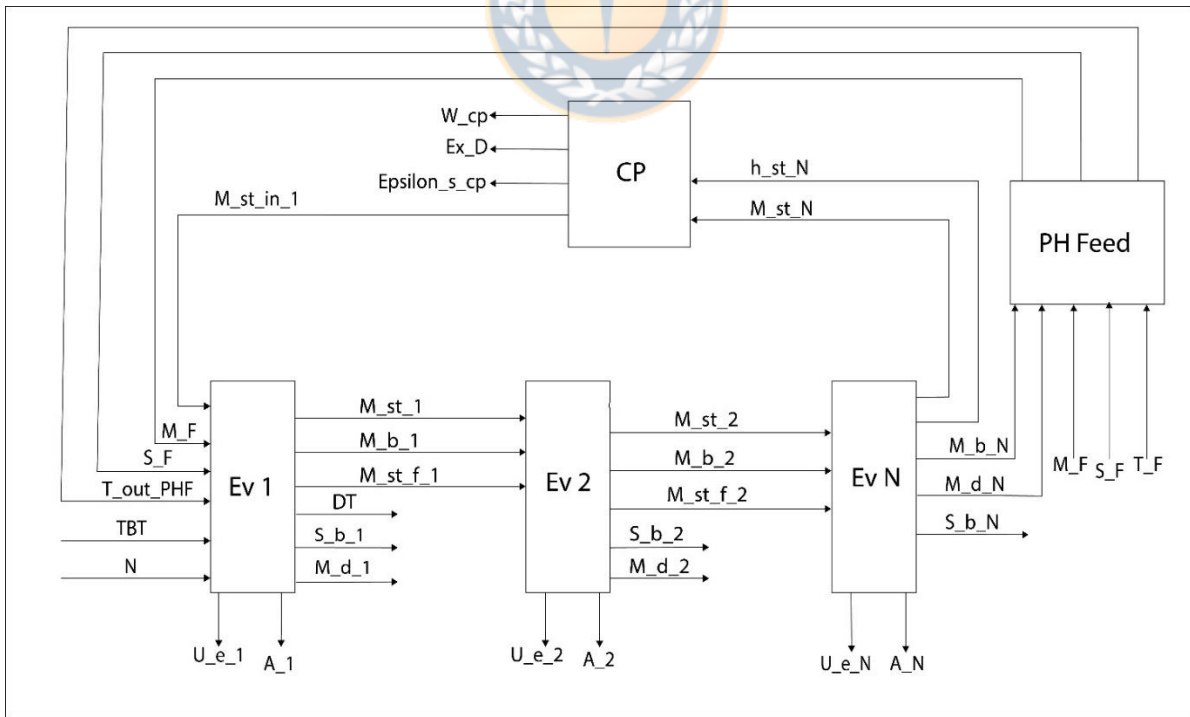 W_cp
Ex_D
Epsilon_s_cp
CP
h_st_N
M_st_N
M_st_in_1
PH Feed
M_F
S_F
T_F
M_F
S_F
T_out_PHF
TBT
N
Ev 1
M_st_1
M_b_1
M_st_f_1
DT
S_b_1
M_d_1
Ev 2
M_st_2
M_b_2
M_st_f_2
S_b_2
M_d_2
Ev N
M_b_N
M_d_N
S_b_N
U_e_1
A_1
U_e_2
A_2
U_e_N
A_N